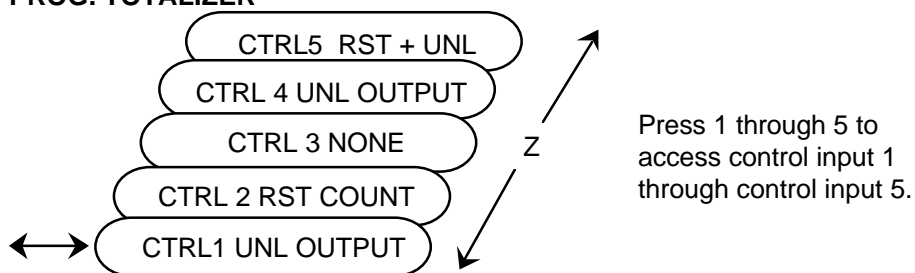 PROG. TOTALIZER
CTRL5 RST + UNL
CTRL 4 UNL OUTPUT
CTRL 3 NONE
CTRL 2 RST COUNT
CTRL1 UNL OUTPUT
Z
Press 1 through 5 to
access control input 1
through control input 5.